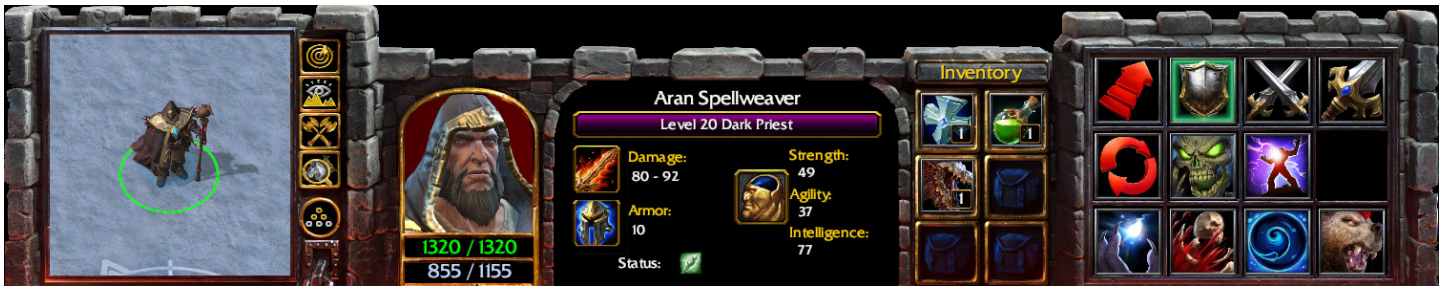 Aran Spellweaver
Level 20 Dark Priest
Damage:
80 - 92
Armor:
10
Status:
Strength:
49
Agility:
37
Intelligence:
77
1320 / 1320
855 / 1155
Inventory
1
1
1